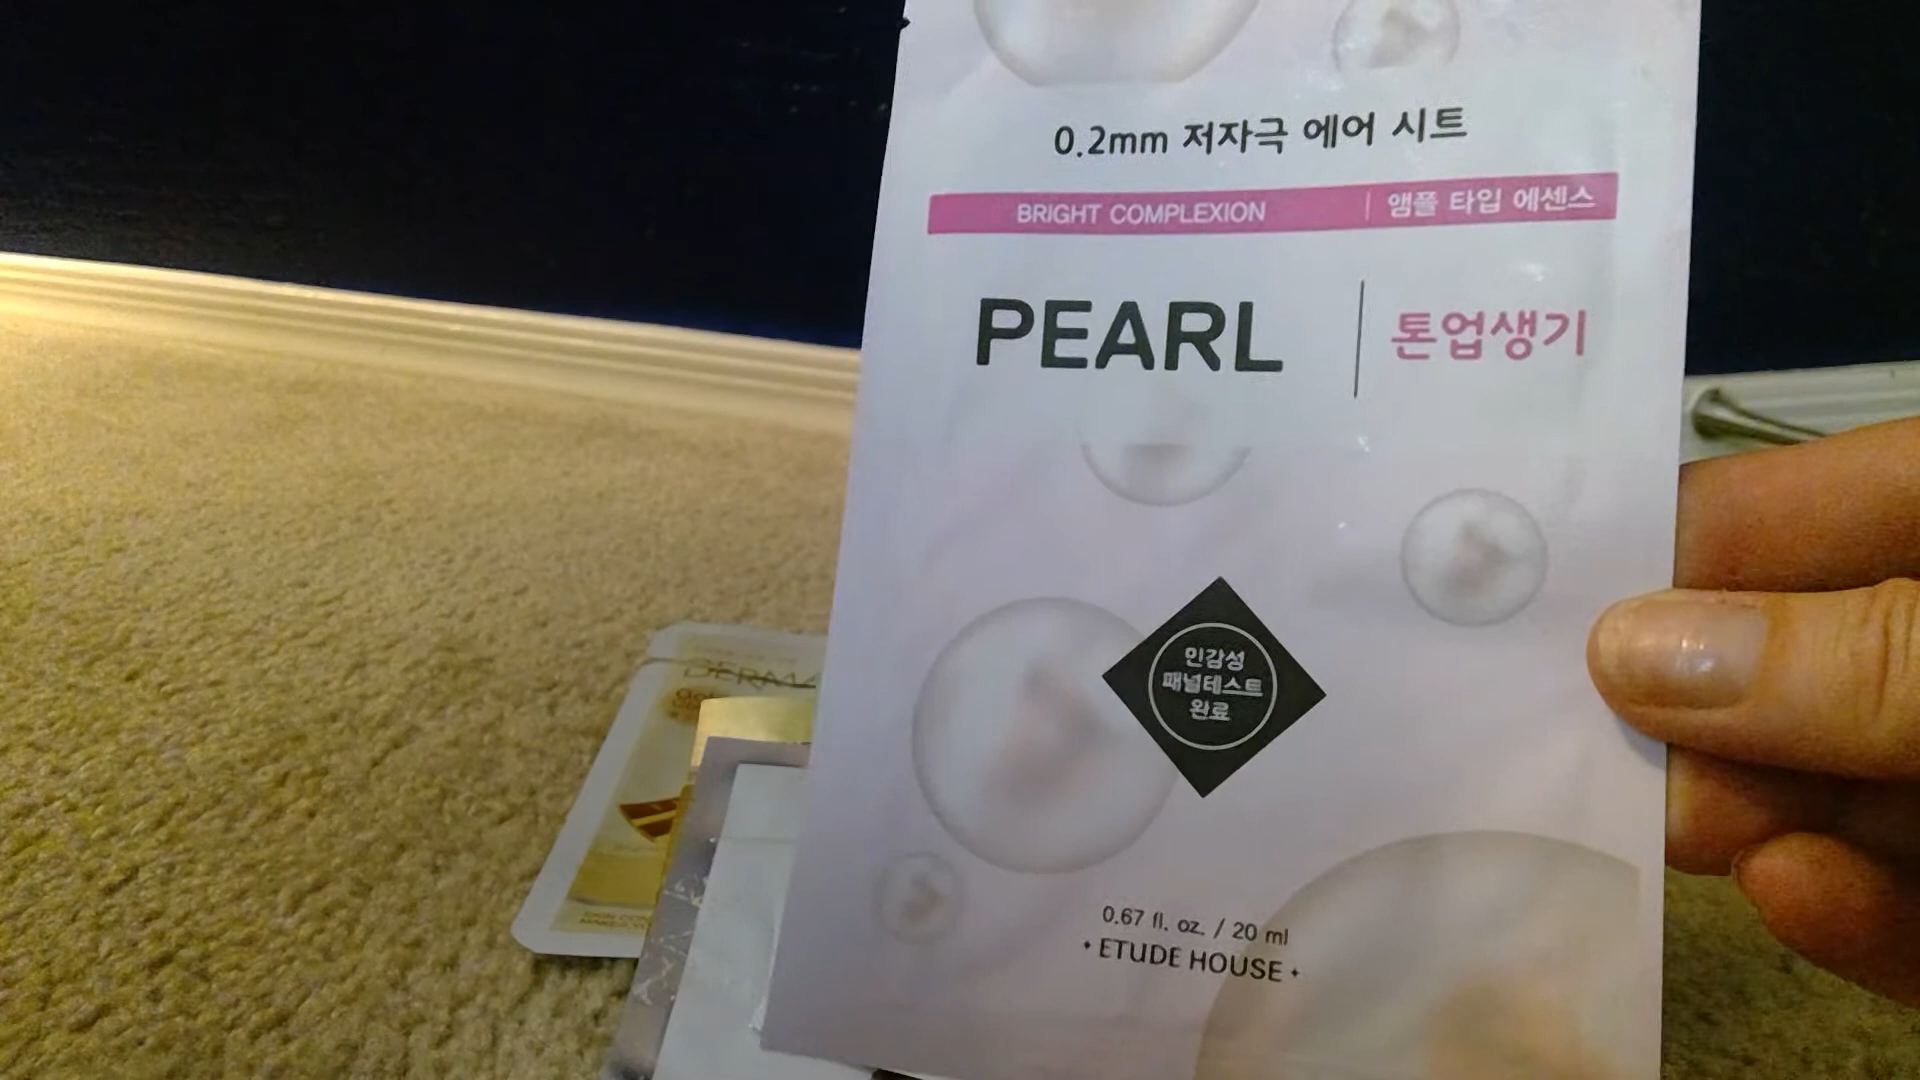 0.2mm 저자극 에어 시트
BRIGHT COMPLEXION | 앰플 타입 에센스
PEARL | 톤업생기
인감성
패널테스트
완료
0.67 fl. oz. / 20 ml
ETUDE HOUSE
DERMA